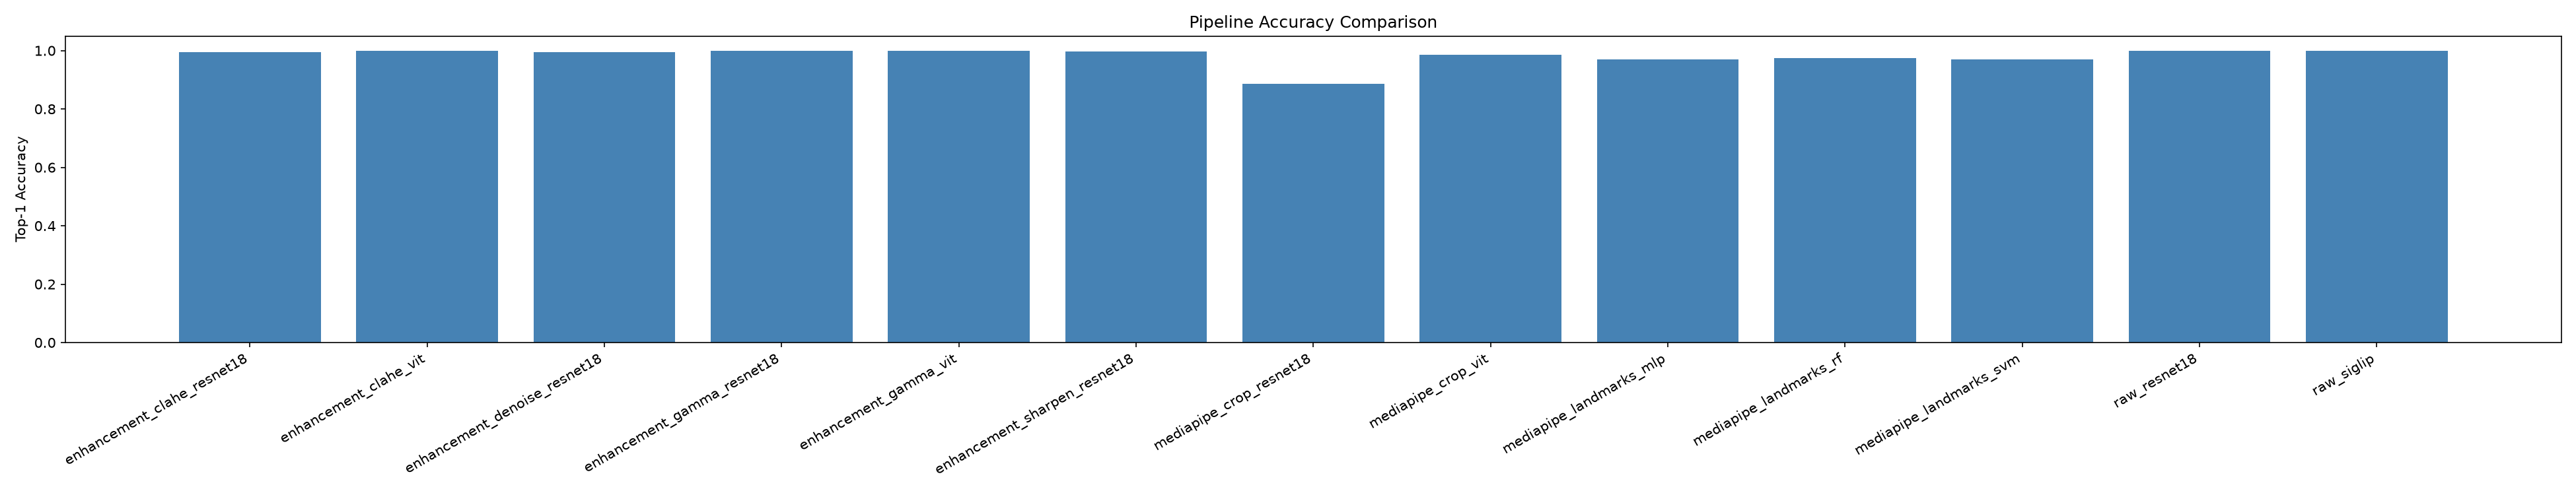 Pipeline Accuracy Comparison
Top-1 Accuracy
1.0
0.8
0.6
0.4
0.2
0.0
enhancement_clahe_resnet18
enhancement_clahe_vit
enhancement_denoise_resnet18
enhancement_gamma_resnet18
enhancement_gamma_vit
enhancement_sharpen_resnet18
mediapipe_crop_resnet18
mediapipe_crop_vit
mediapipe_landmarks_mlp
mediapipe_landmarks_rf
mediapipe_landmarks_svm
raw_resnet18
raw_siglip